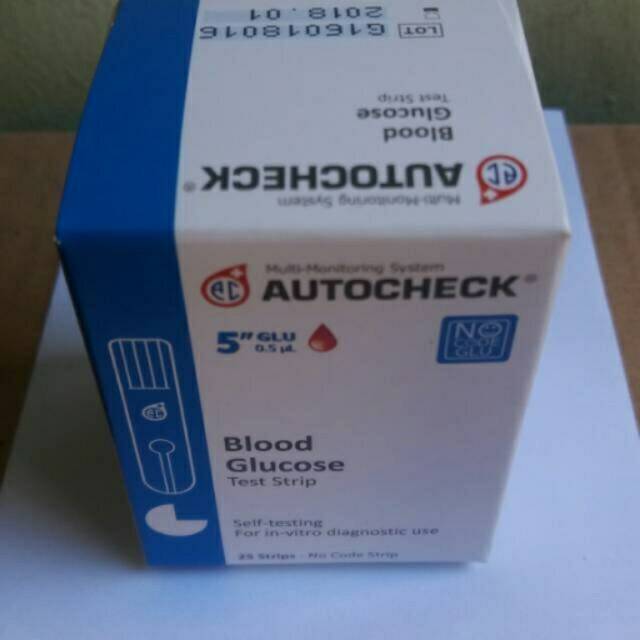 Multi-Monitoring System
AUTOCHECK®
Blood
Glucose
Test Strip
LOT
2018.01
Multi-Monitoring System
AC AUTOCHECK®
5" GLU
0.5 µL
NO
CODE
GLU
Blood
Glucose
Test Strip
Self-testing
For in-vitro diagnostic use
25 Strips - No Code Strip